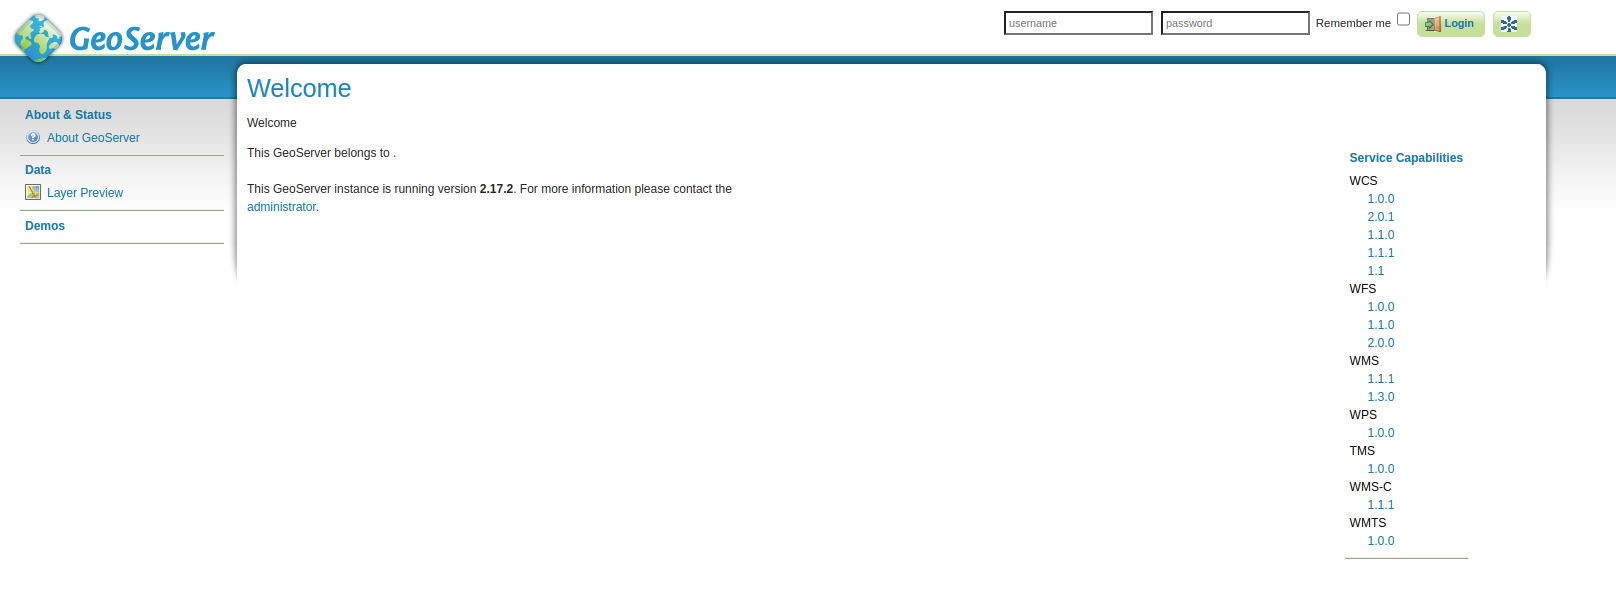 GeoServer
username password Remember me Login
About & Status
About GeoServer
Data
Layer Preview
Demos
Welcome
Welcome
This GeoServer belongs to .
This GeoServer instance is running version 2.17.2. For more information please contact the
administrator.
Service Capabilities
WCS
1.0.0
2.0.1
1.1.0
1.1.1
1.1
WFS
1.0.0
1.1.0
2.0.0
WMS
1.1.1
1.3.0
WPS
1.0.0
TMS
1.0.0
WMS-C
1.1.1
WMTS
1.0.0